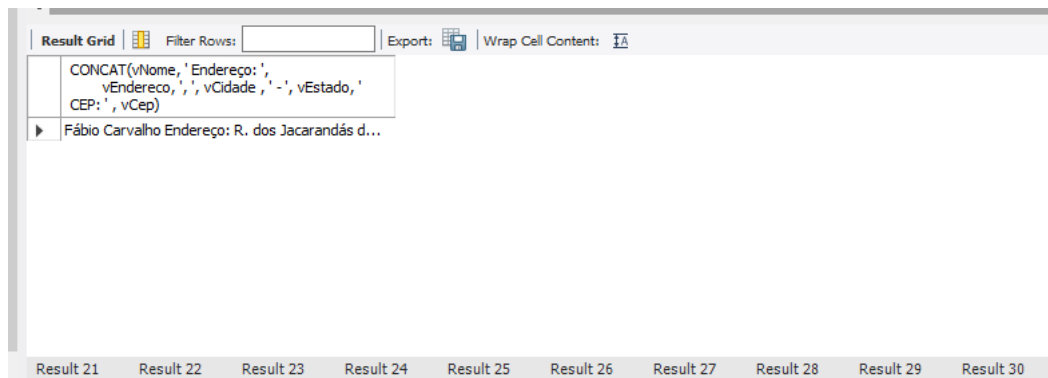 Result Grid Filter Rows: Export: Wrap Cell Content: IA
CONCAT(vNome, ' Endereço: ',
vEndereco, ', ', vCidade , ' - ', vEstado, '
CEP: ' , vCep)
Fábio Carvalho Endereço: R. dos Jacarandás d...
Result 21 Result 22 Result 23 Result 24 Result 25 Result 26 Result 27 Result 28 Result 29 Result 30